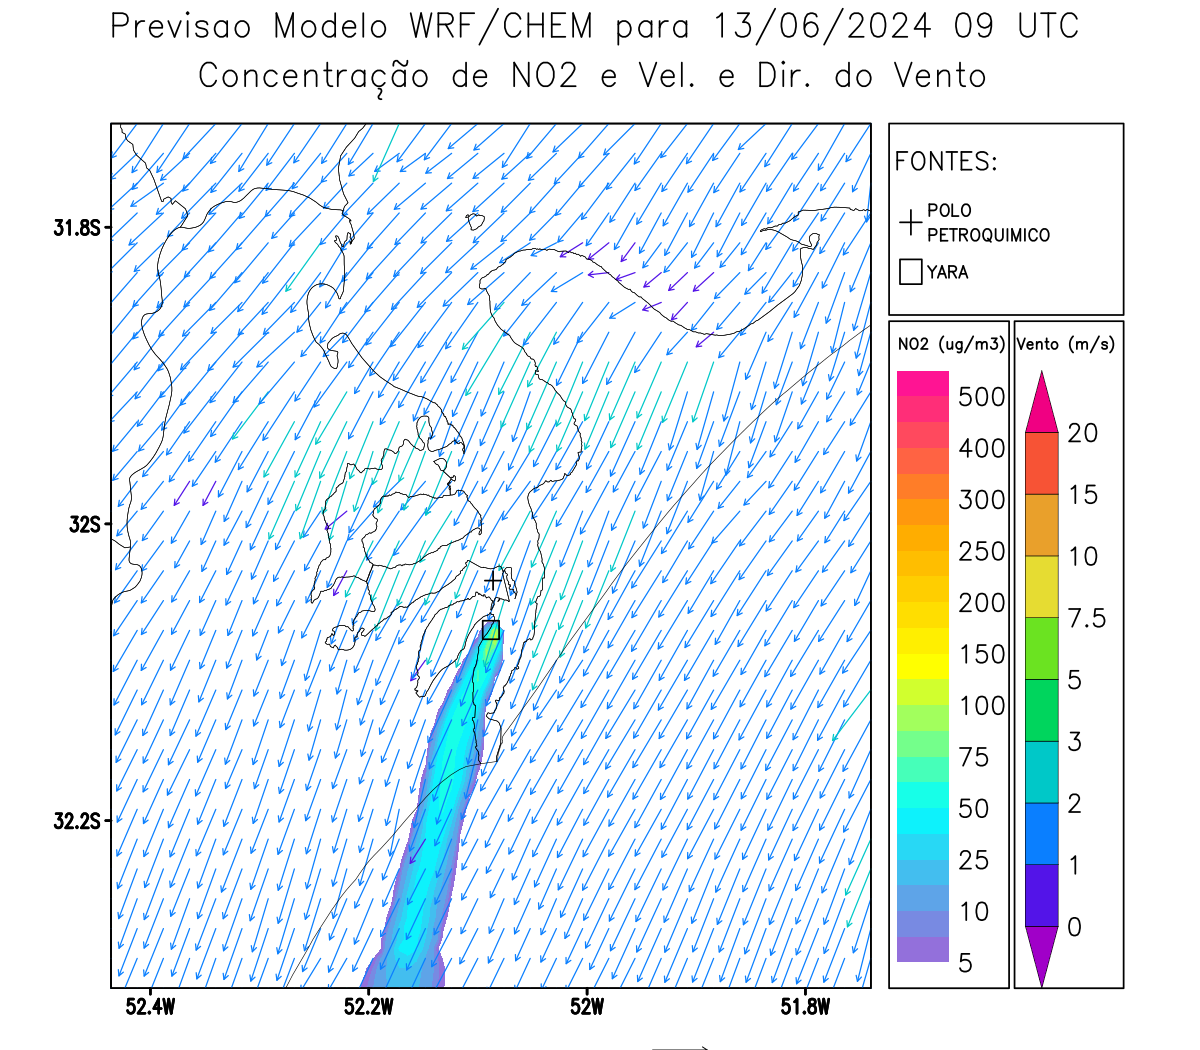 Previsao Modelo WRF/CHEM para 13/06/2024 09 UTC
Concentração de NO2 e Vel. e Dir. do Vento
FONTES:
POLO
PETROQUIMICO
YARA
NO2 (ug/m3)
500
400
300
250
200
150
100
75
50
25
10
5
Vento (m/s)
20
15
10
7.5
5
3
2
1
0
31.8S
32S
32.2S
52.4W
52.2W
52W
51.8W